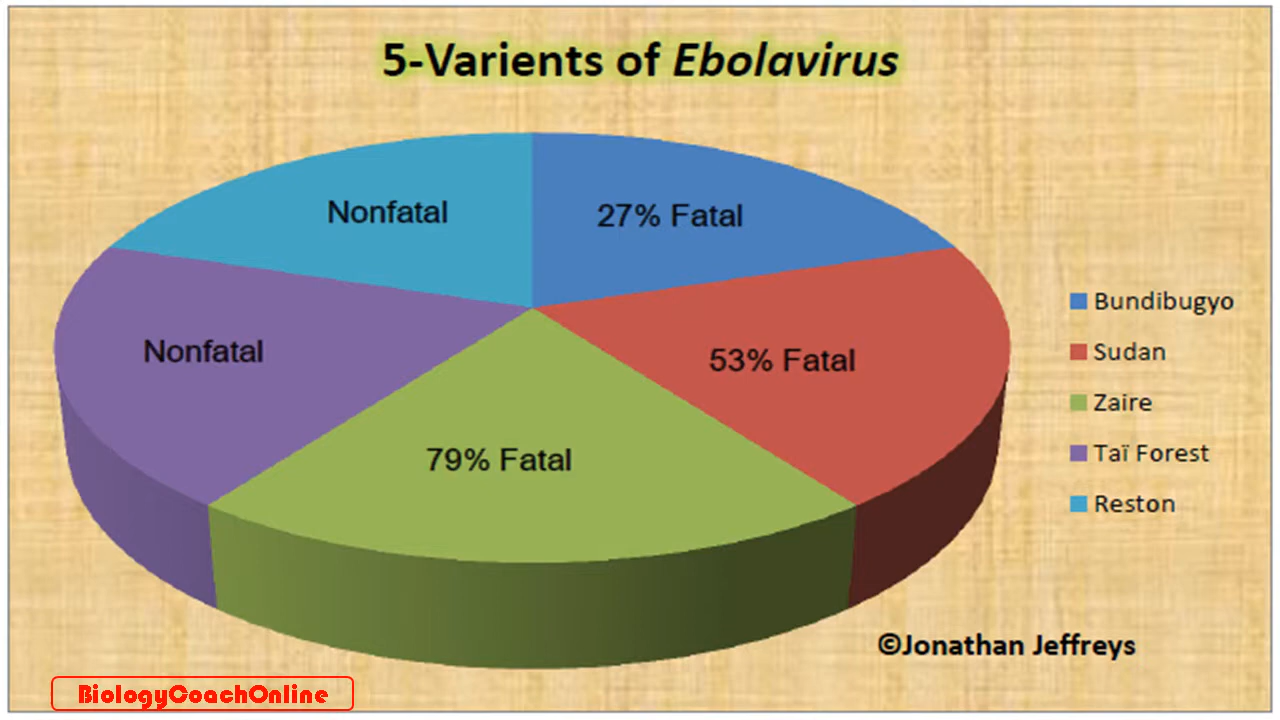 5-Varients of Ebolavirus
Nonfatal
27% Fatal
Nonfatal
53% Fatal
79% Fatal
Bundibugyo
Sudan
Zaire
Taï Forest
Reston
©Jonathan Jeffreys
BiologyCoachOnline